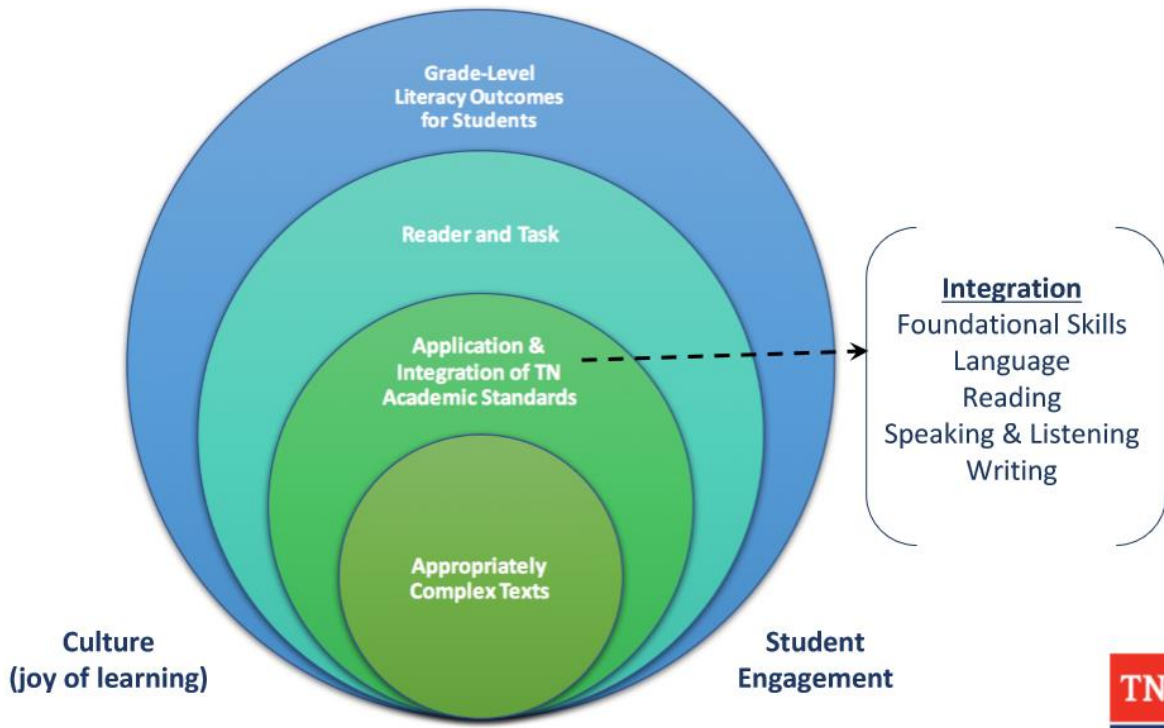 Grade-Level
Literacy Outcomes
for Students
Reader and Task
Application &
Integration of TN
Academic Standards
Appropriately
Complex Texts
Integration
Foundational Skills
Language
Reading
Speaking & Listening
Writing
Culture
(joy of learning)
Student
Engagement
TN